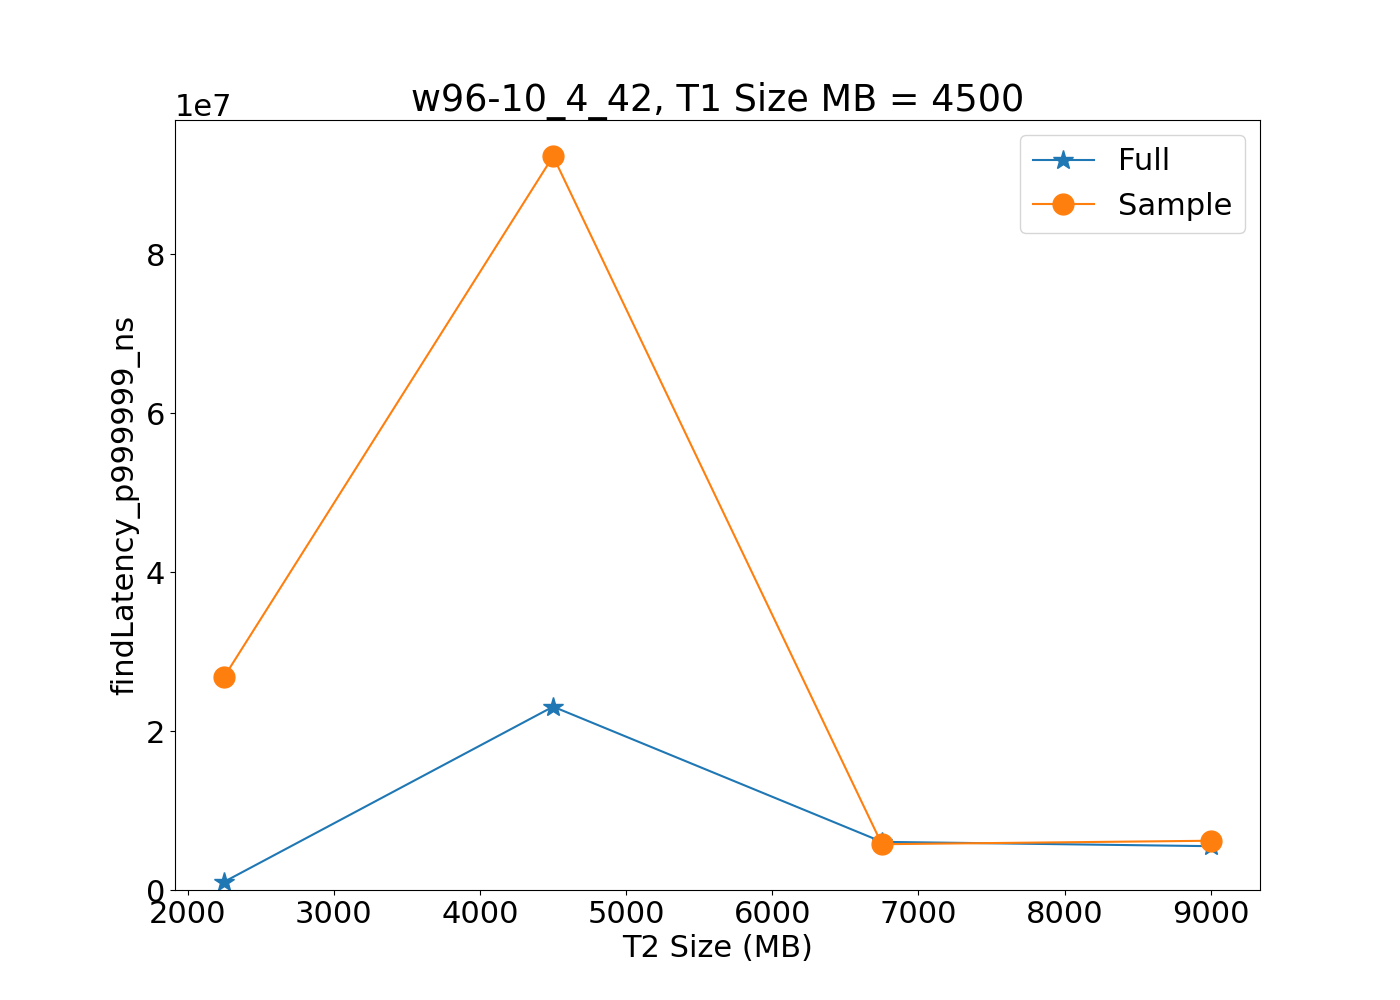 w96-10_4_42, T1 Size MB = 4500
1e7
Full
Sample
8
6
4
2
0
findLatency_p999999_ns
2000 3000 4000 5000 6000 7000 8000 9000
T2 Size (MB)